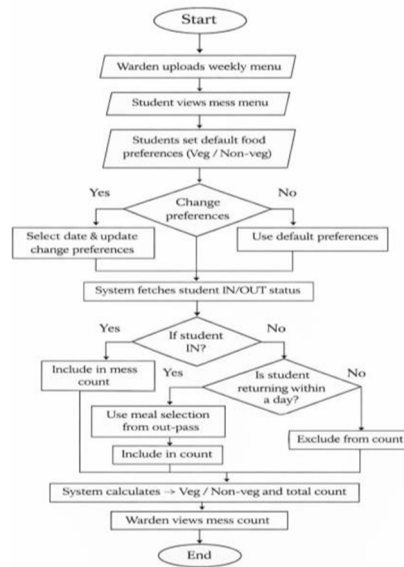 Start
Warden uploads weekly menu
Student views mess menu
Students set default food
preferences (Veg / Non-veg)
Yes
No
Change
preferences
Select date & update
change preferences
Use default preferences
System fetches student IN/OUT status
Yes
No
If student
IN?
Include in mess
count
Yes
No
Is student
returning within
a day?
Use meal selection
from out-pass
Include in count
Exclude from count
System calculates → Veg / Non-veg and total count
Warden views mess count
End